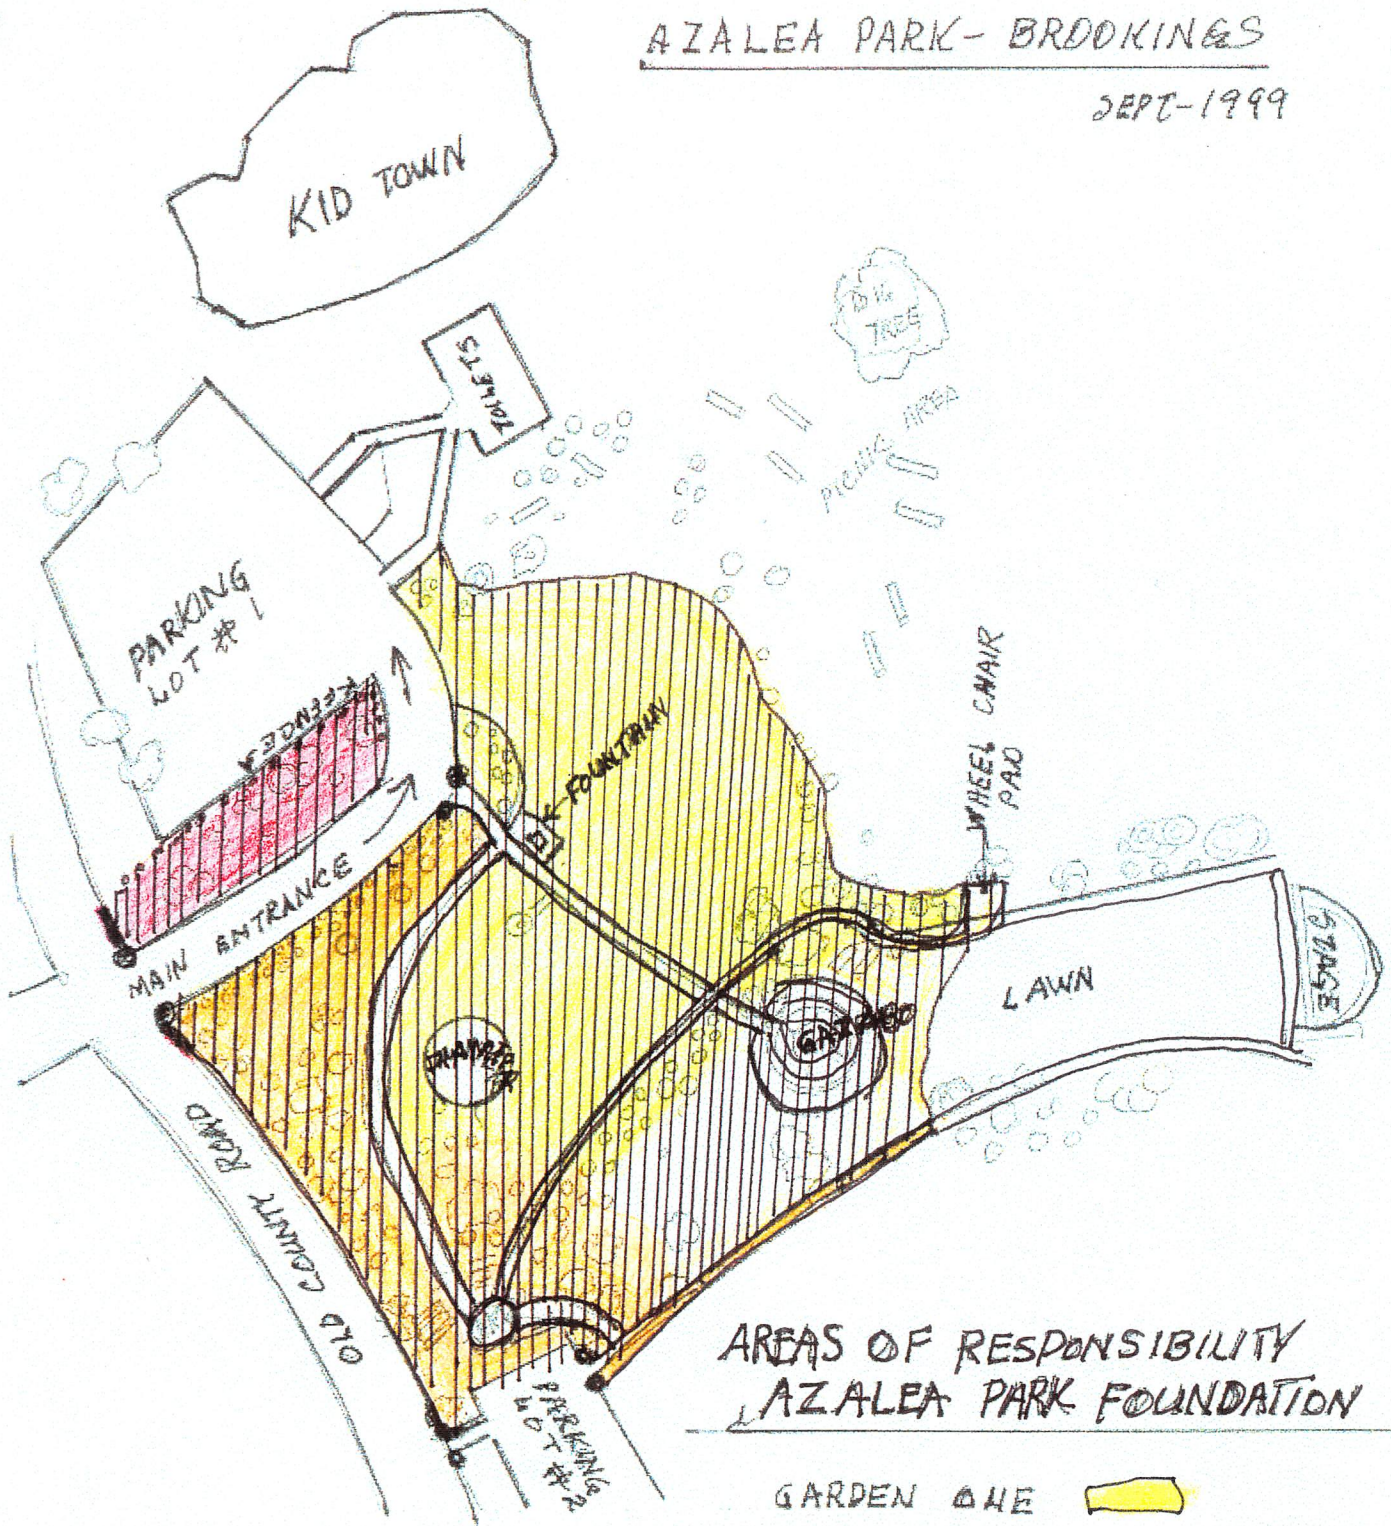 AZALEA PARK - BROOKINGS
SEPT-1999
KID TOWN
TOILETS
TREE
PICNIC AREA
PARKING
LOT # 1
FENCE
FOUNTAIN
WHEEL CHAIR
PAD
MAIN ENTRANCE
LAWN
STAGE
GAZEBO
OLD COUNTY ROAD
PARKING
LOT
# 2
AREAS OF RESPONSIBILITY
AZALEA PARK FOUNDATION
GARDEN ONE